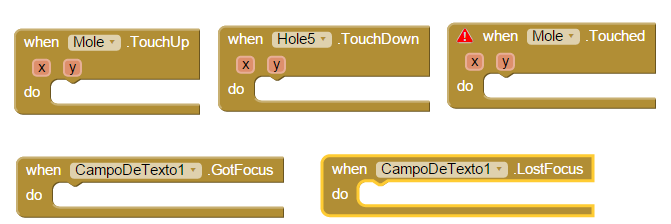 when Mole .TouchUp
x y
do
when Hole5 .TouchDown
x y
do
when Mole .Touched
x y
do
when CampoDeTexto1 .GotFocus
do
when CampoDeTexto1 .LostFocus
do